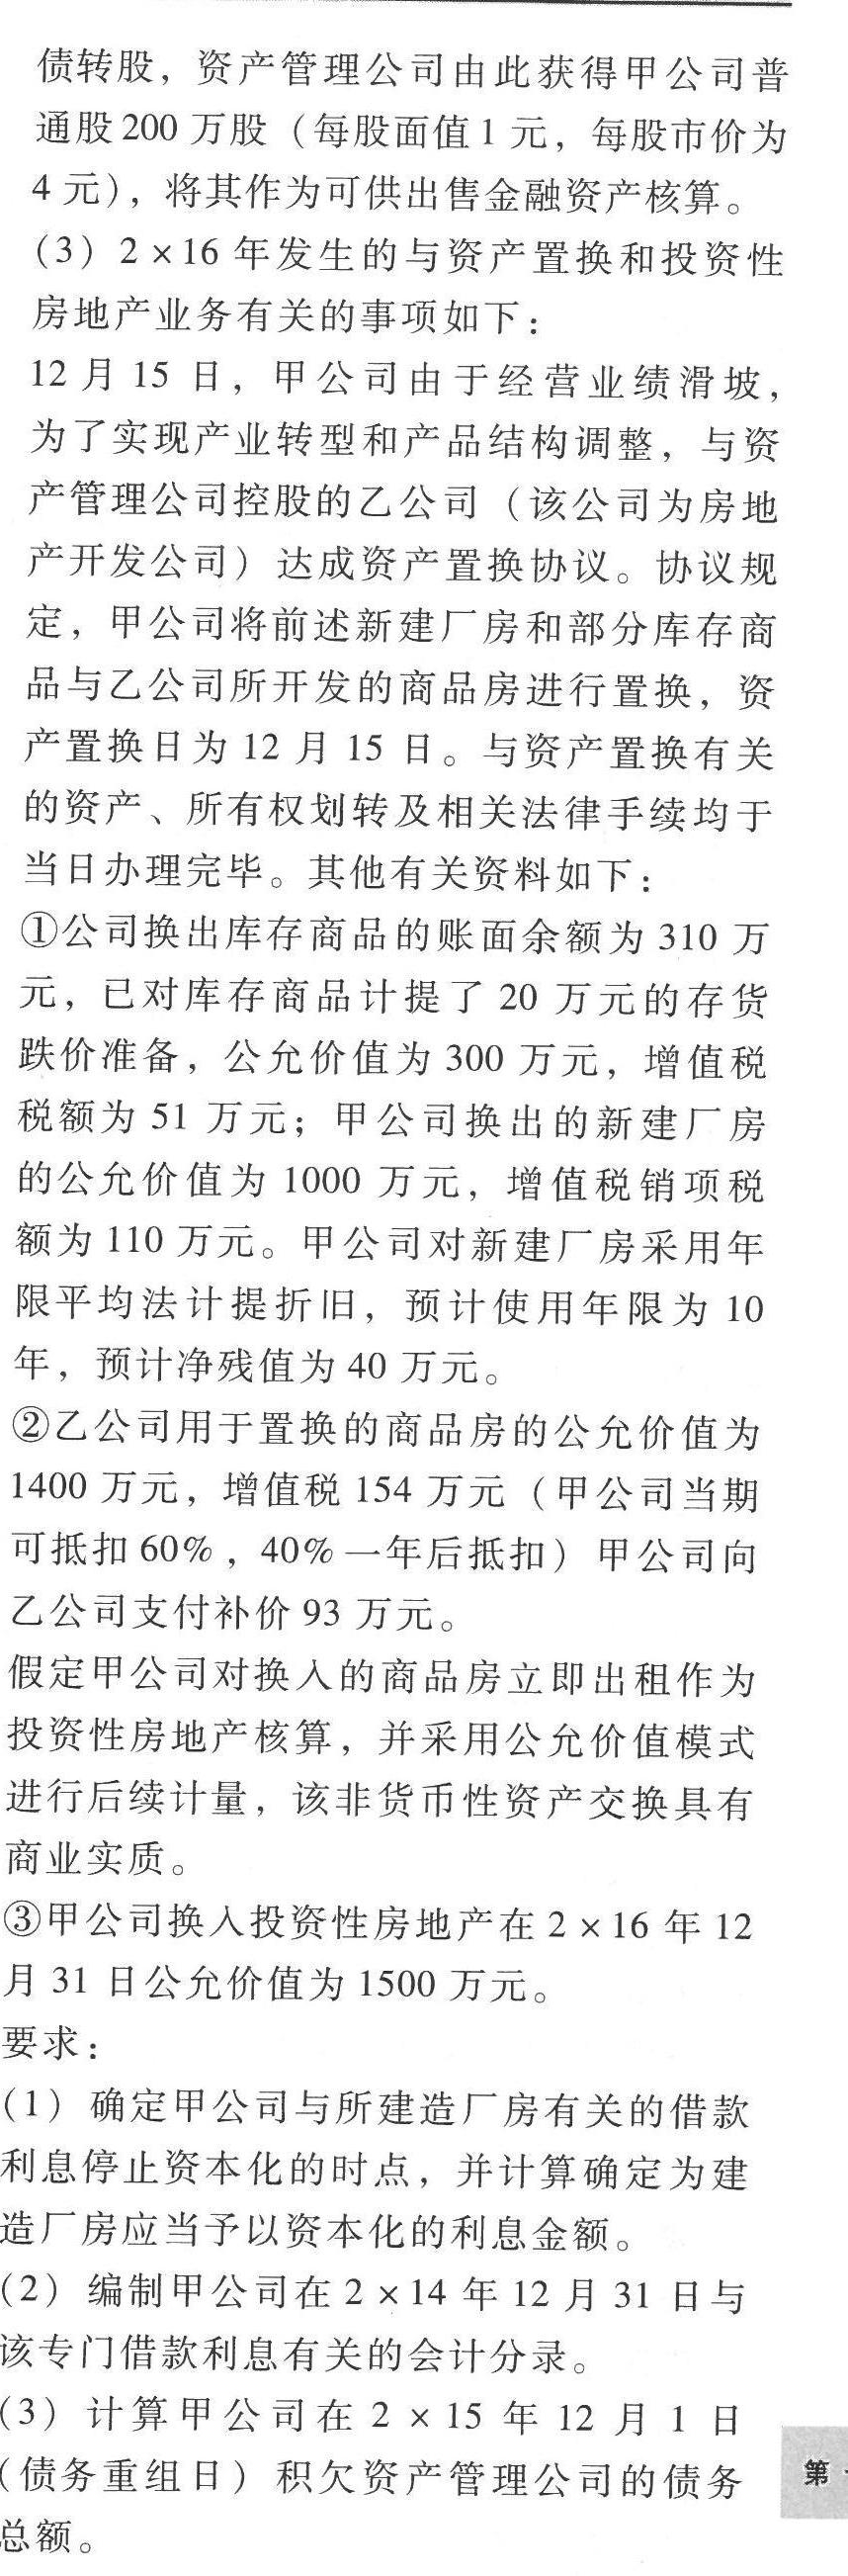 债转股，资产管理公司由此获得甲公司普
通股200万股（每股面值1元，每股市价为
4元），将其作为可供出售金融资产核算。
(3) 2×16年发生的与资产置换和投资性
房地产业务有关的事项如下：
12月15日，甲公司由于经营业绩滑坡，
为了实现产业转型和产品结构调整，与资
产管理公司控股的乙公司（该公司为房地
产开发公司）达成资产置换协议。协议规
定，甲公司将前述新建厂房和部分库存商
品与乙公司所开发的商品房进行置换，资
产置换日为12月15日。与资产置换有关
的资产、所有权划转及相关法律手续均于
当日办理完毕。其他有关资料如下：
①公司换出库存商品的账面余额为310万
元，已对库存商品计提了20万元的存货
跌价准备，公允价值为300万元，增值税
税额为51万元；甲公司换出的新建厂房
的公允价值为1000万元，增值税销项税
额为110万元。甲公司对新建厂房采用年
限平均法计提折旧，预计使用年限为10
年，预计净残值为40万元。
②乙公司用于置换的商品房的公允价值为
1400万元，增值税154万元（甲公司当期
可抵扣60%，40%一年后抵扣）甲公司向
乙公司支付补价93万元。
假定甲公司对换入的商品房立即出租作为
投资性房地产核算，并采用公允价值模式
进行后续计量，该非货币性资产交换具有
商业实质。
③甲公司换入投资性房地产在2×16年12
月31日公允价值为1500万元。
要求：
(1) 确定甲公司与所建造厂房有关的借款
利息停止资本化的时点，并计算确定为建
造厂房应当予以资本化的利息金额。
(2) 编制甲公司在2×14年12月31日与
该专门借款利息有关的会计分录。
(3) 计算甲公司在2×15年12月1日
（债务重组日）积欠资产管理公司的债务
总额。
第